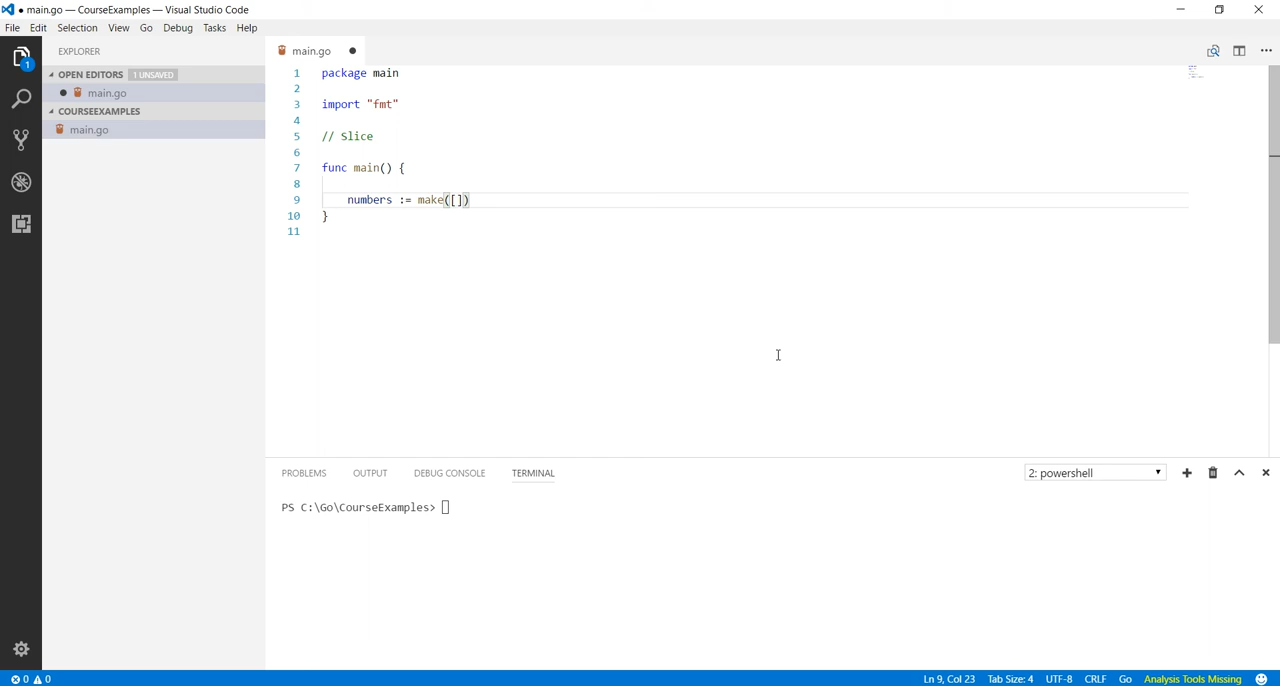 ● main.go — CourseExamples — Visual Studio Code
File Edit Selection View Go Debug Tasks Help
EXPLORER
OPEN EDITORS 1 UNSAVED
main.go
COURSEEXAMPLES
main.go
1
main.go
1 package main
2
3 import "fmt"
4
5 // Slice
6
7 func main() {
8
9 numbers := make([])
10 }
11
PROBLEMS OUTPUT DEBUG CONSOLE TERMINAL 2: powershell
PS C:\Go\CourseExamples>
0 0 Ln 9, Col 23 Tab Size: 4 UTF-8 CRLF Go Analysis Tools Missing